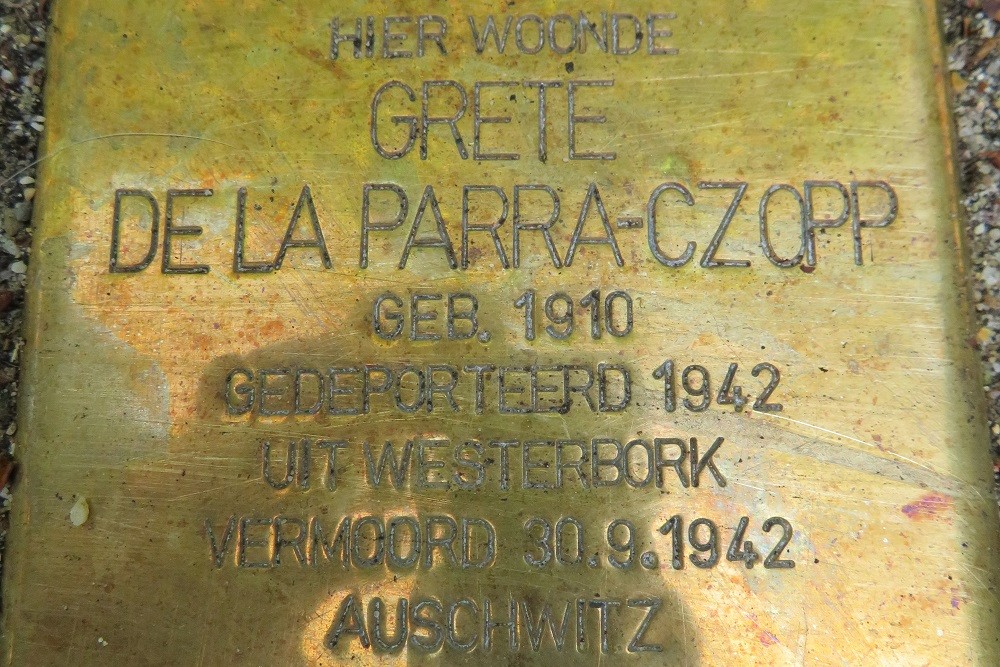 HIER WOONDE
GRETE
DE LA PARRA-CZOPP
GEB. 1910
GEDEPORTEERD 1942
UIT WESTERBORK
VERMOORD 30.9.1942
AUSCHWITZ